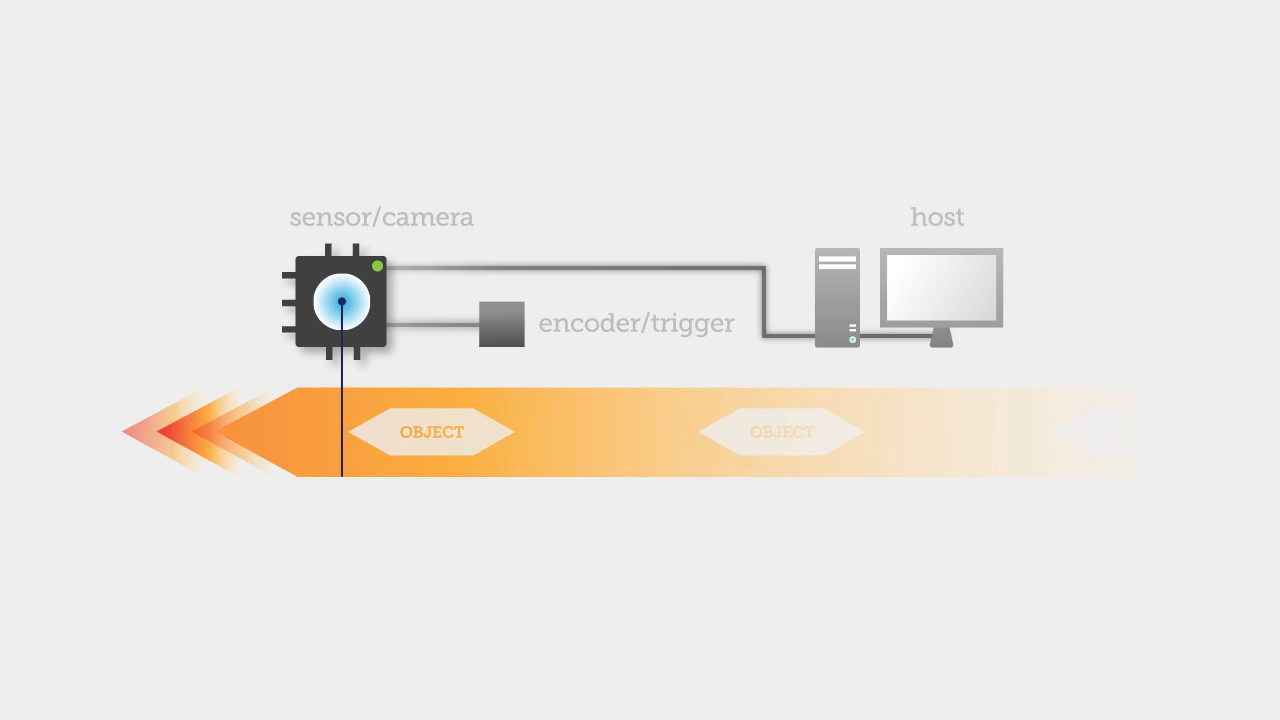 sensor/camera
host
encoder/trigger
OBJECT
OBJECT